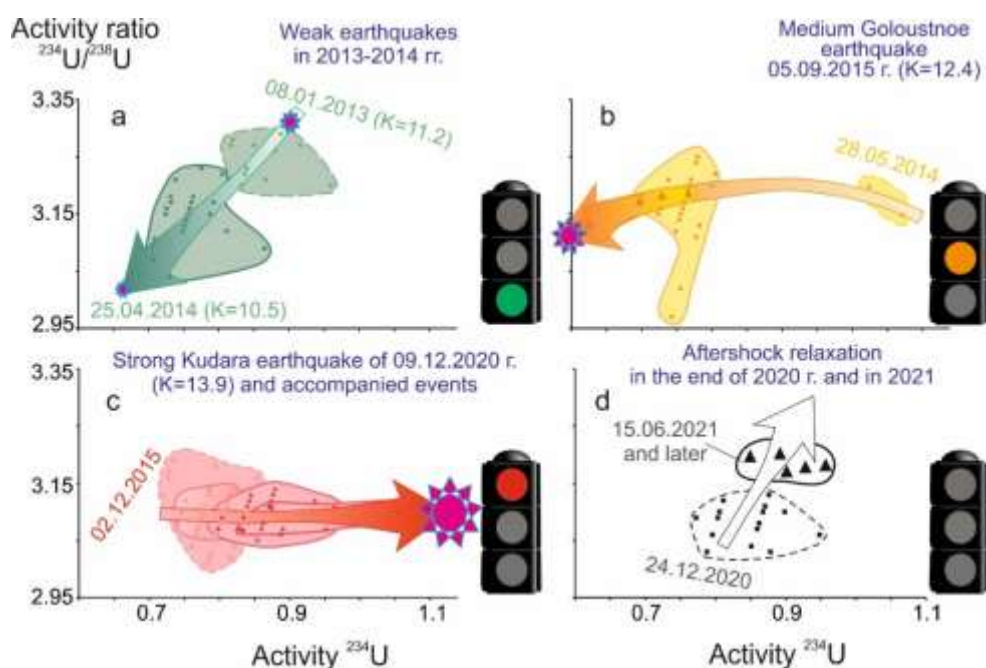 Activity ratio
²³⁴U/²³⁸U
Weak earthquakes
in 2013-2014 rr.
Medium Goloustnoe
earthquake
05.09.2015 r. (K=12.4)
3.35
a
08.01.2013 (K=11.2)
b
28.05.2014
3.15
25.04.2014 (K=10.5)
2.95
3.35
Strong Kudara earthquake of 09.12.2020 r.
(K=13.9) and accompanied events
Aftershock relaxation
in the end of 2020 r. and in 2021
c
d
15.06.2021
and later
02.12.2015
3.15
24.12.2020
2.95
0.7 0.9 1.1 0.7 0.9 1.1
Activity ²³⁴U Activity ²³⁴U